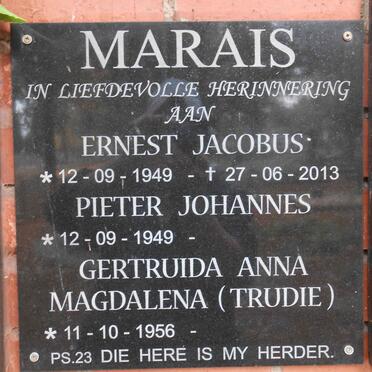 MARAIS
IN LIEFDEVOLLE HERINNERING
AAN
ERNEST JACOBUS
* 12 - 09 - 1949 - † 27 - 06 - 2013
PIETER JOHANNES
* 12 - 09 - 1949 -
GERTRUIDA ANNA
MAGDALENA ( TRUDIE )
* 11 - 10 - 1956 -
PS.23 DIE HERE IS MY HERDER.